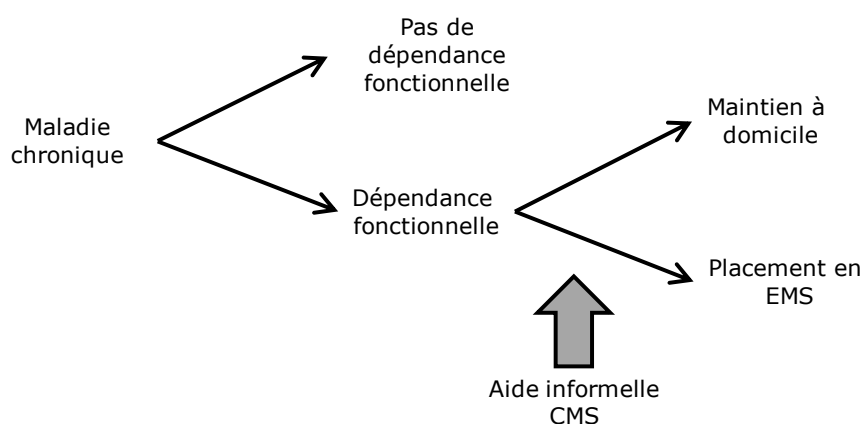 Pas de
dépendance
fonctionnelle
Maladie
chronique
Maintien à
domicile
Dépendance
fonctionnelle
Placement en
EMS
Aide informelle
CMS